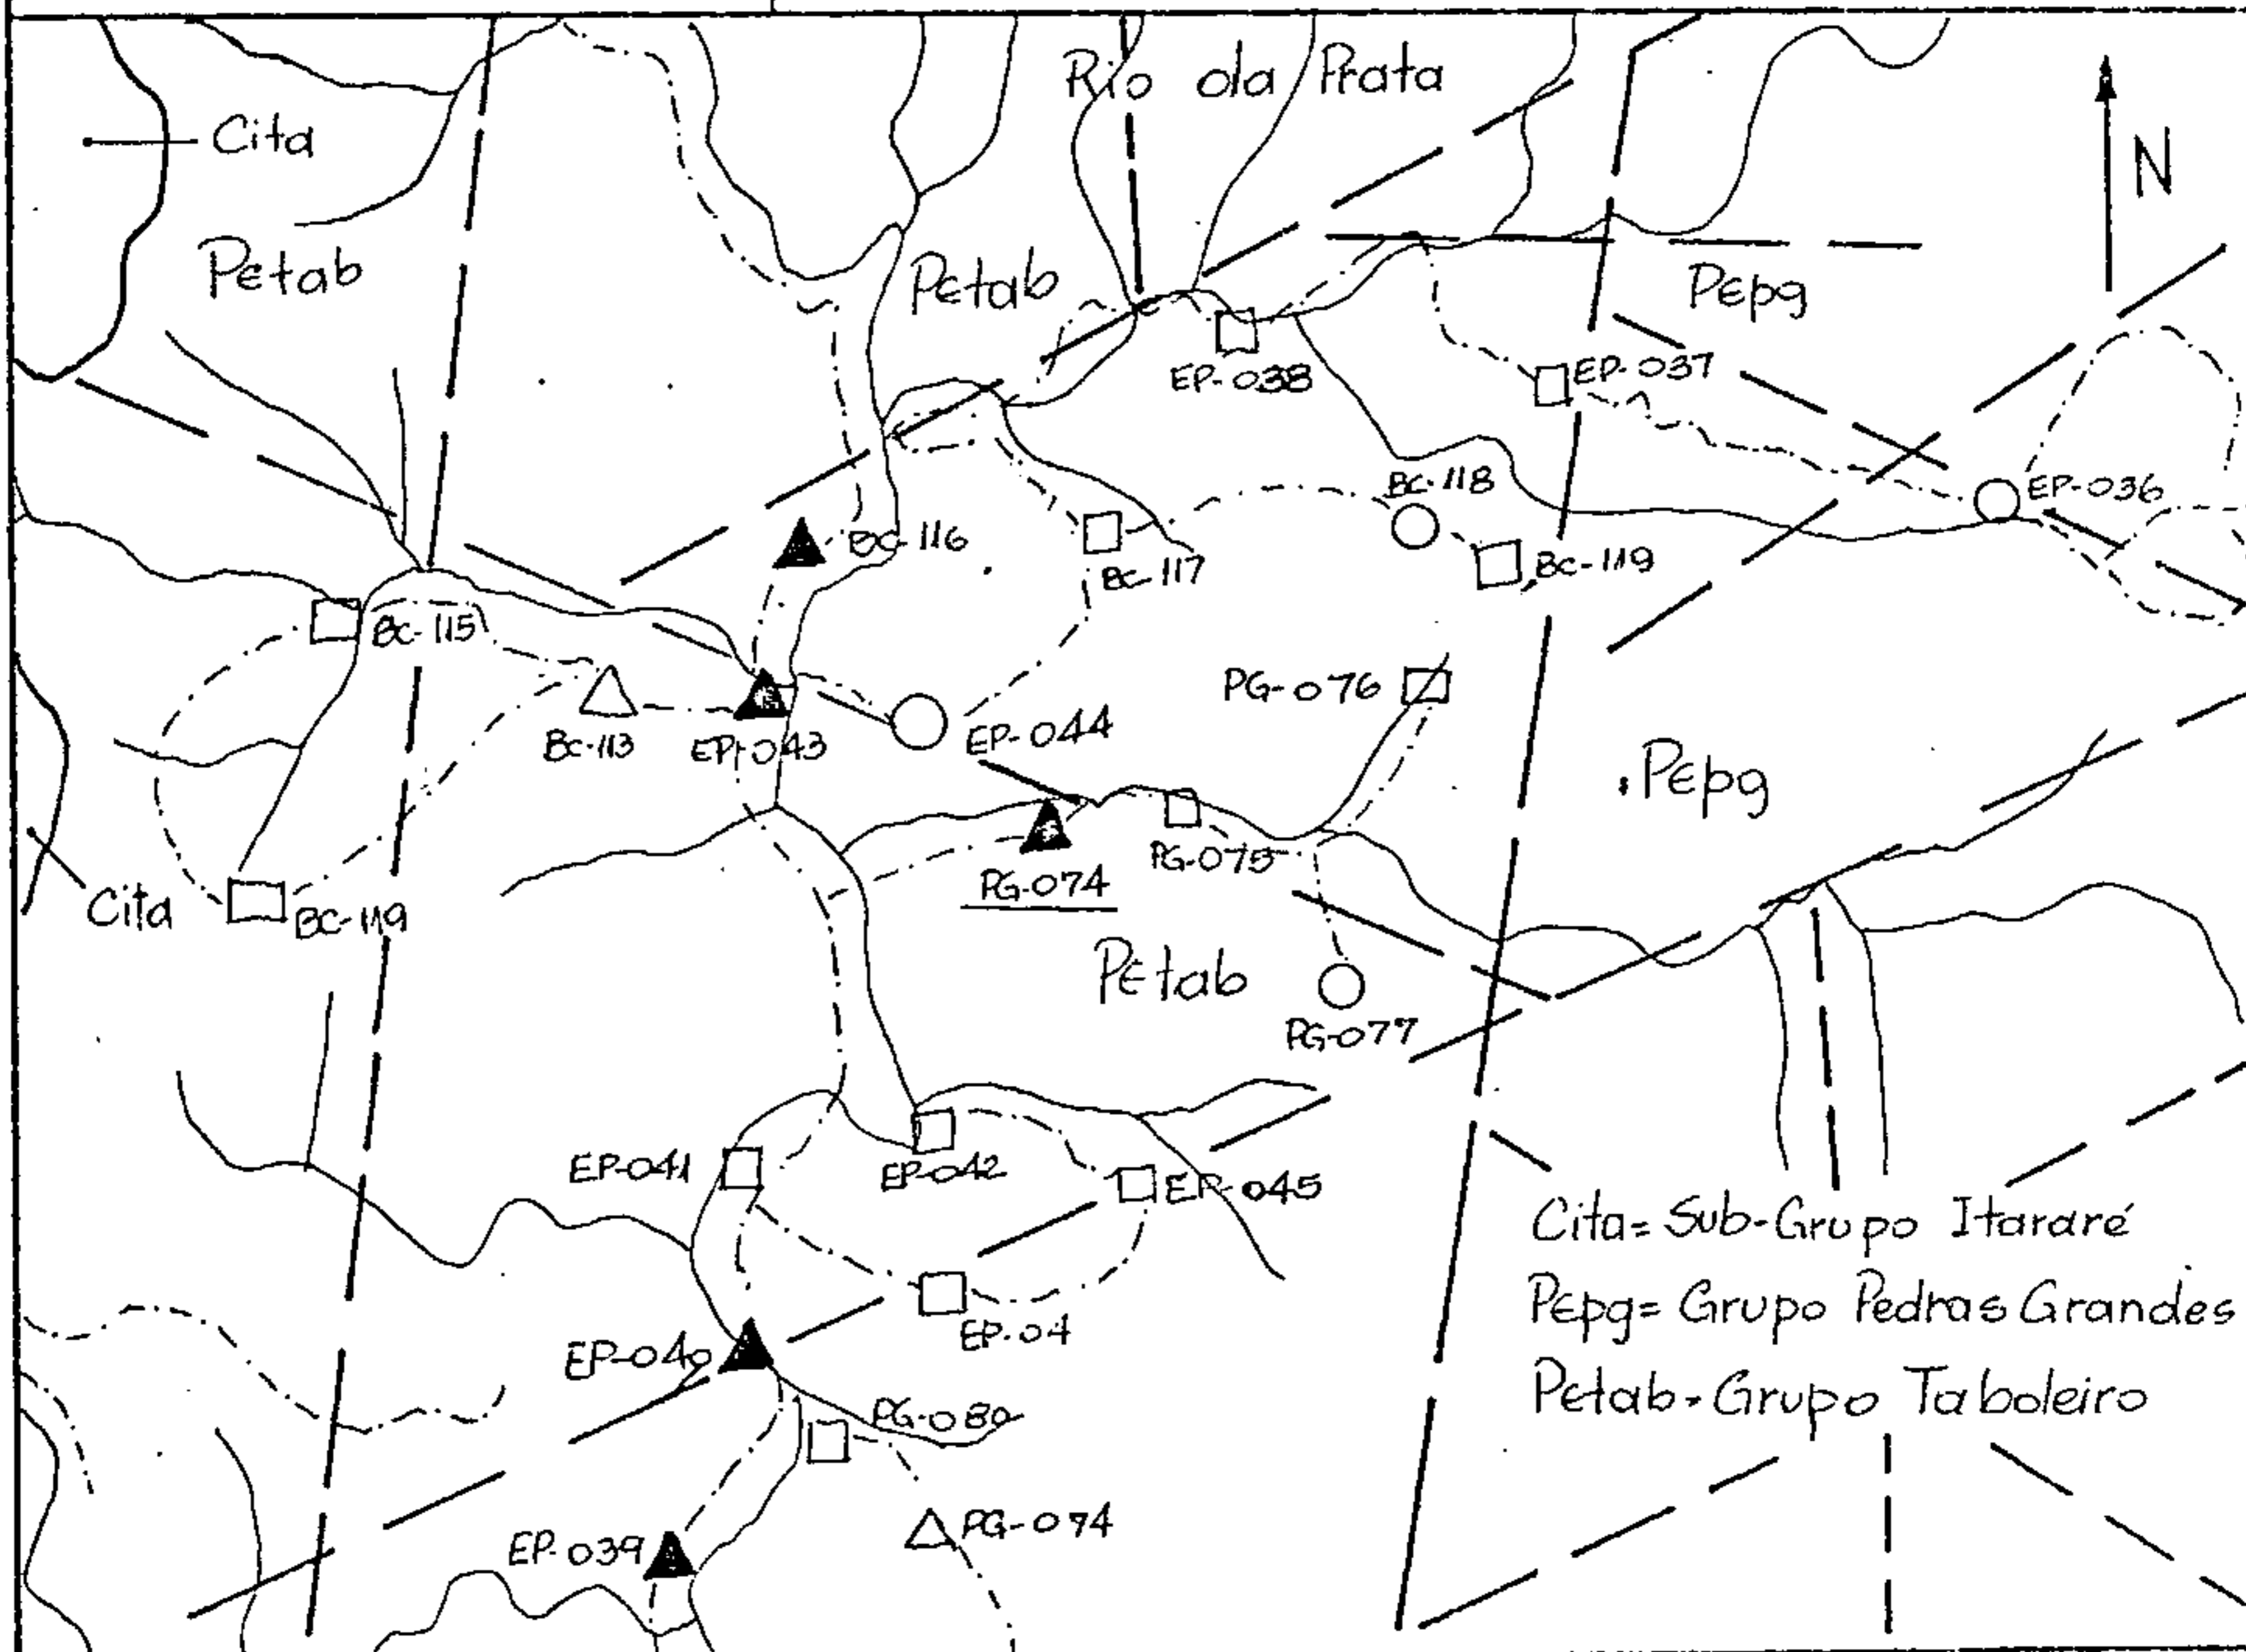 Rio da Prata
Cita
N
Petab
Petab
Pepg
EP-038
EP-037
BC-118
EP-036
BC-116
BC-117
BC-119
BC-115
PG-076
BC-113
EP-043
EP-044
Pepg
PG-075
PG-074
Cita
BC-119
Petab
PG-077
EP-041
EP-042
EP-045
Cita= Sub-Grupo Itararé
Pepg= Grupo Pedras Grandes
EP-04
EP-040
Petab-Grupo Taboleiro
PG-080
PG-074
EP-039